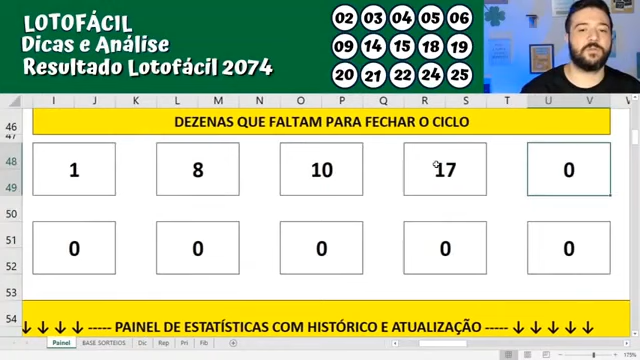 LOTOFÁCIL
Dicas e Análise
Resultado Lotofácil 2074
02 03 04 05 06
09 14 15 18 19
20 21 22 24 25
I J K L M N O P Q R S T U V W
46
DEZENAS QUE FALTAM PARA FECHAR O CICLO
47
48
1 8 10 17 0
49
50
51
0 0 0 0 0
52
53
54
↓ ↓ ↓ ↓ ----- PAINEL DE ESTATÍSTICAS COM HISTÓRICO E ATUALIZAÇÃO ----- ↓ ↓ ↓ ↓ ↓
Painel BASE SORTEIOS Dic Rep Pri Fib
175%